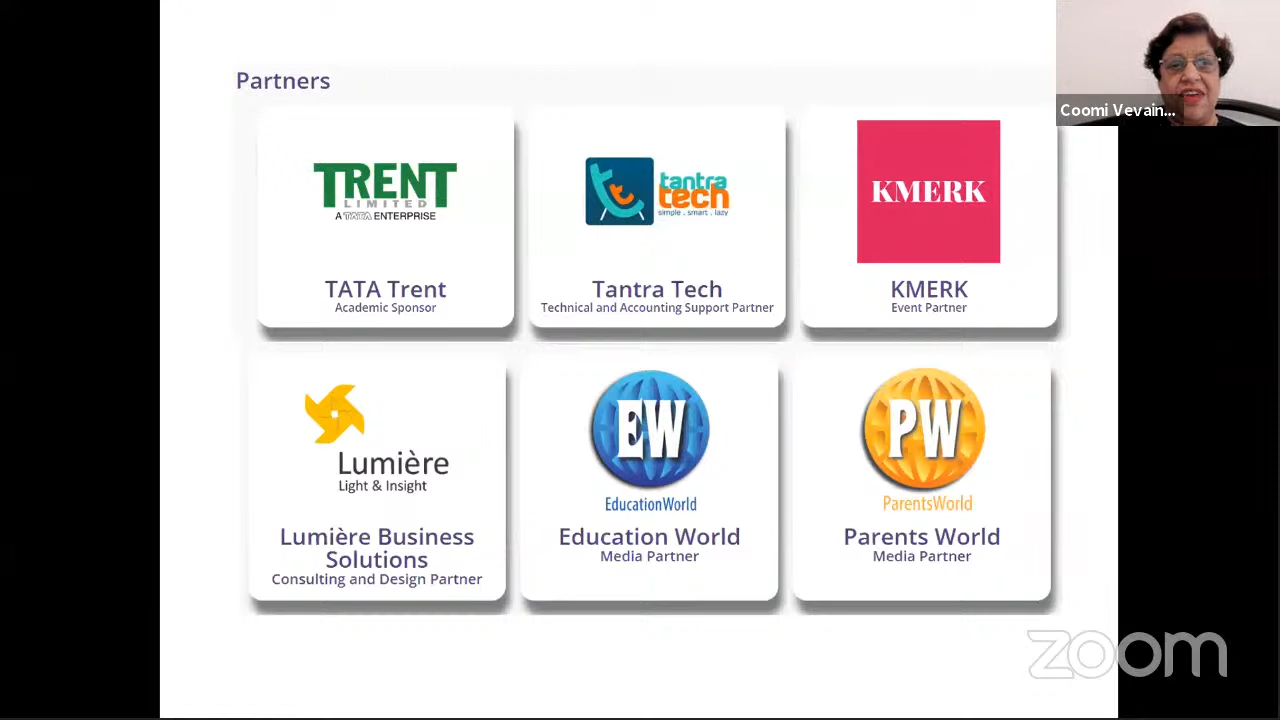 Partners
Coomi Vevain...
TRENT
LIMITED
A TATA ENTERPRISE
TATA Trent
Academic Sponsor
tantra
tech
simple . smart . lazy
Tantra Tech
Technical and Accounting Support Partner
KMERK
KMERK
Event Partner
Lumière
Light & Insight
Lumière Business
Solutions
Consulting and Design Partner
EW
EducationWorld
Education World
Media Partner
PW
ParentsWorld
Parents World
Media Partner
zoom